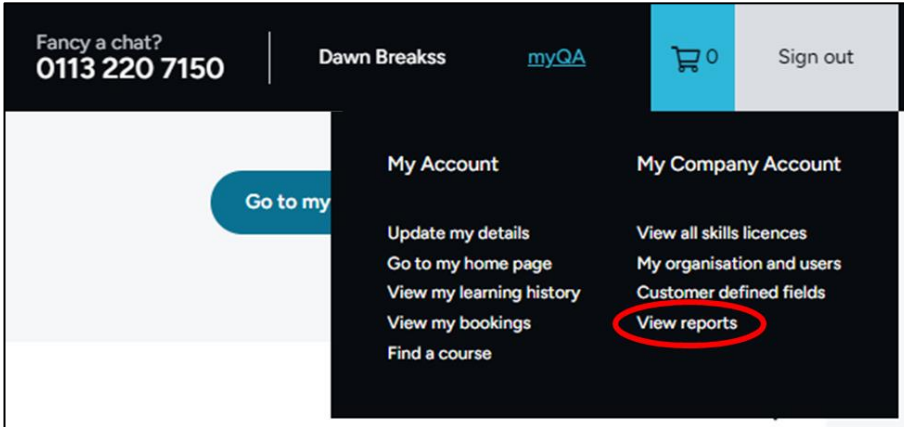 Fancy a chat?
0113 220 7150
Dawn Breakss
myQA
0
Sign out
Go to my
My Account
Update my details
Go to my home page
View my learning history
View my bookings
Find a course
My Company Account
View all skills licences
My organisation and users
Customer defined fields
View reports